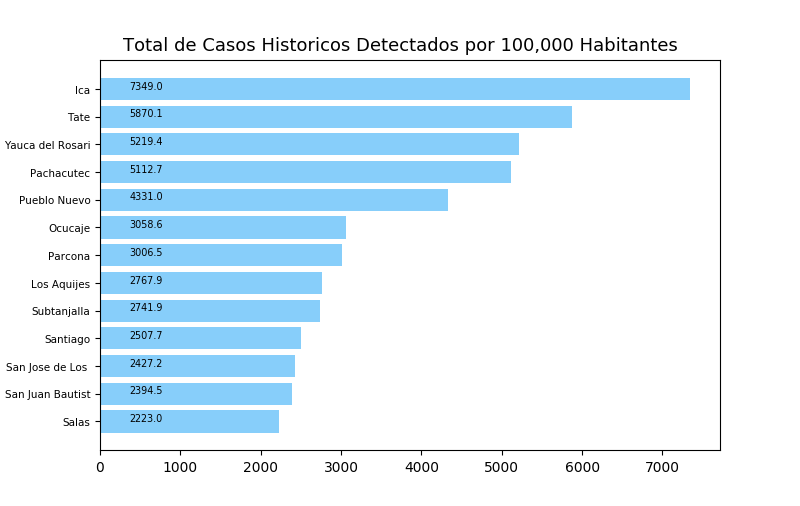 Total de Casos Historicos Detectados por 100,000 Habitantes
Ica 7349.0
Tate 5870.1
Yauca del Rosari 5219.4
Pachacutec 5112.7
Pueblo Nuevo 4331.0
Ocucaje 3058.6
Parcona 3006.5
Los Aquijes 2767.9
Subtanjalla 2741.9
Santiago 2507.7
San Jose de Los 2427.2
San Juan Bautist 2394.5
Salas 2223.0
0 1000 2000 3000 4000 5000 6000 7000